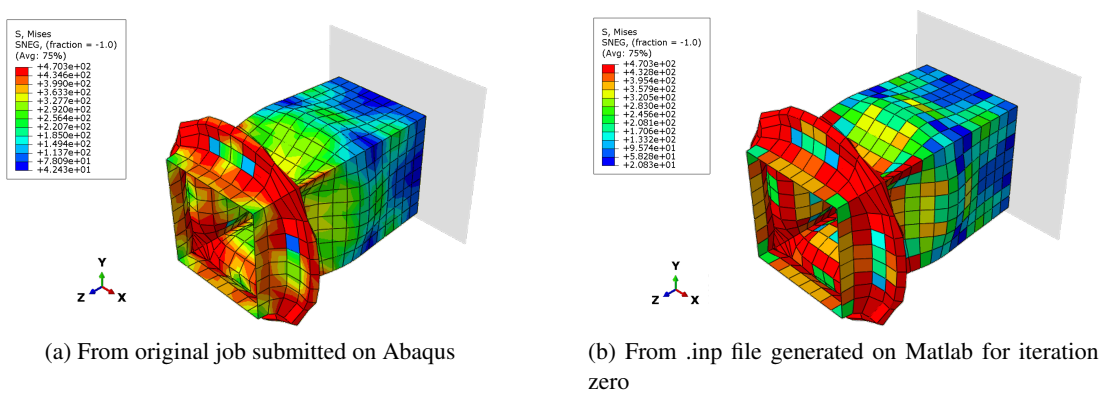 S, Mises
SNEG, (fraction = -1.0)
(Avg: 75%)
+4.703e+02
+4.346e+02
+3.990e+02
+3.633e+02
+3.277e+02
+2.920e+02
+2.564e+02
+2.207e+02
+1.850e+02
+1.494e+02
+1.137e+02
+7.809e+01
+4.243e+01
Y
Z X
(a) From original job submitted on Abaqus
S, Mises
SNEG, (fraction = -1.0)
(Avg: 75%)
+4.703e+02
+4.328e+02
+3.954e+02
+3.579e+02
+3.205e+02
+2.830e+02
+2.456e+02
+2.081e+02
+1.706e+02
+1.332e+02
+9.574e+01
+5.828e+01
+2.083e+01
Y
Z X
(b) From .inp file generated on Matlab for iteration
zero